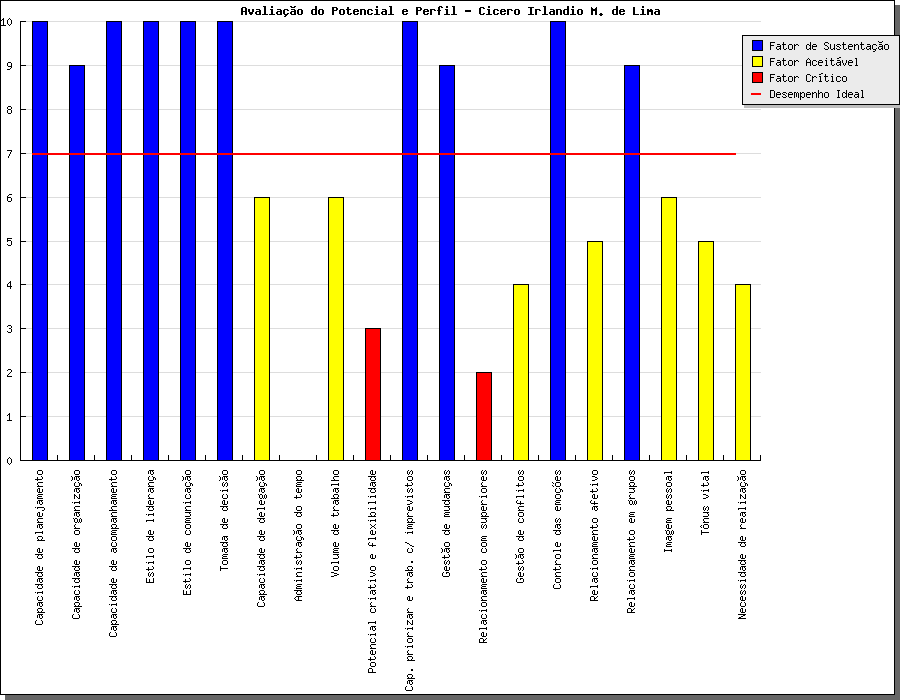 Avaliação do Potencial e Perfil - Cicero Irlandio M. de Lima
Fator de Sustentação
Fator Aceitável
Fator Crítico
Desempenho Ideal
10
9
8
7
6
5
4
3
2
1
0
Capacidade de planejamento
Capacidade de organização
Capacidade de acompanhamento
Estilo de liderança
Estilo de comunicação
Tomada de decisão
Capacidade de delegação
Administração do tempo
Volume de trabalho
Potencial criativo e flexibilidade
Cap. priorizar e trab. c/ imprevistos
Gestão de mudanças
Relacionamento com superiores
Gestão de conflitos
Controle das emoções
Relacionamento afetivo
Relacionamento em grupos
Imagem pessoal
Tônus vital
Necessidade de realização